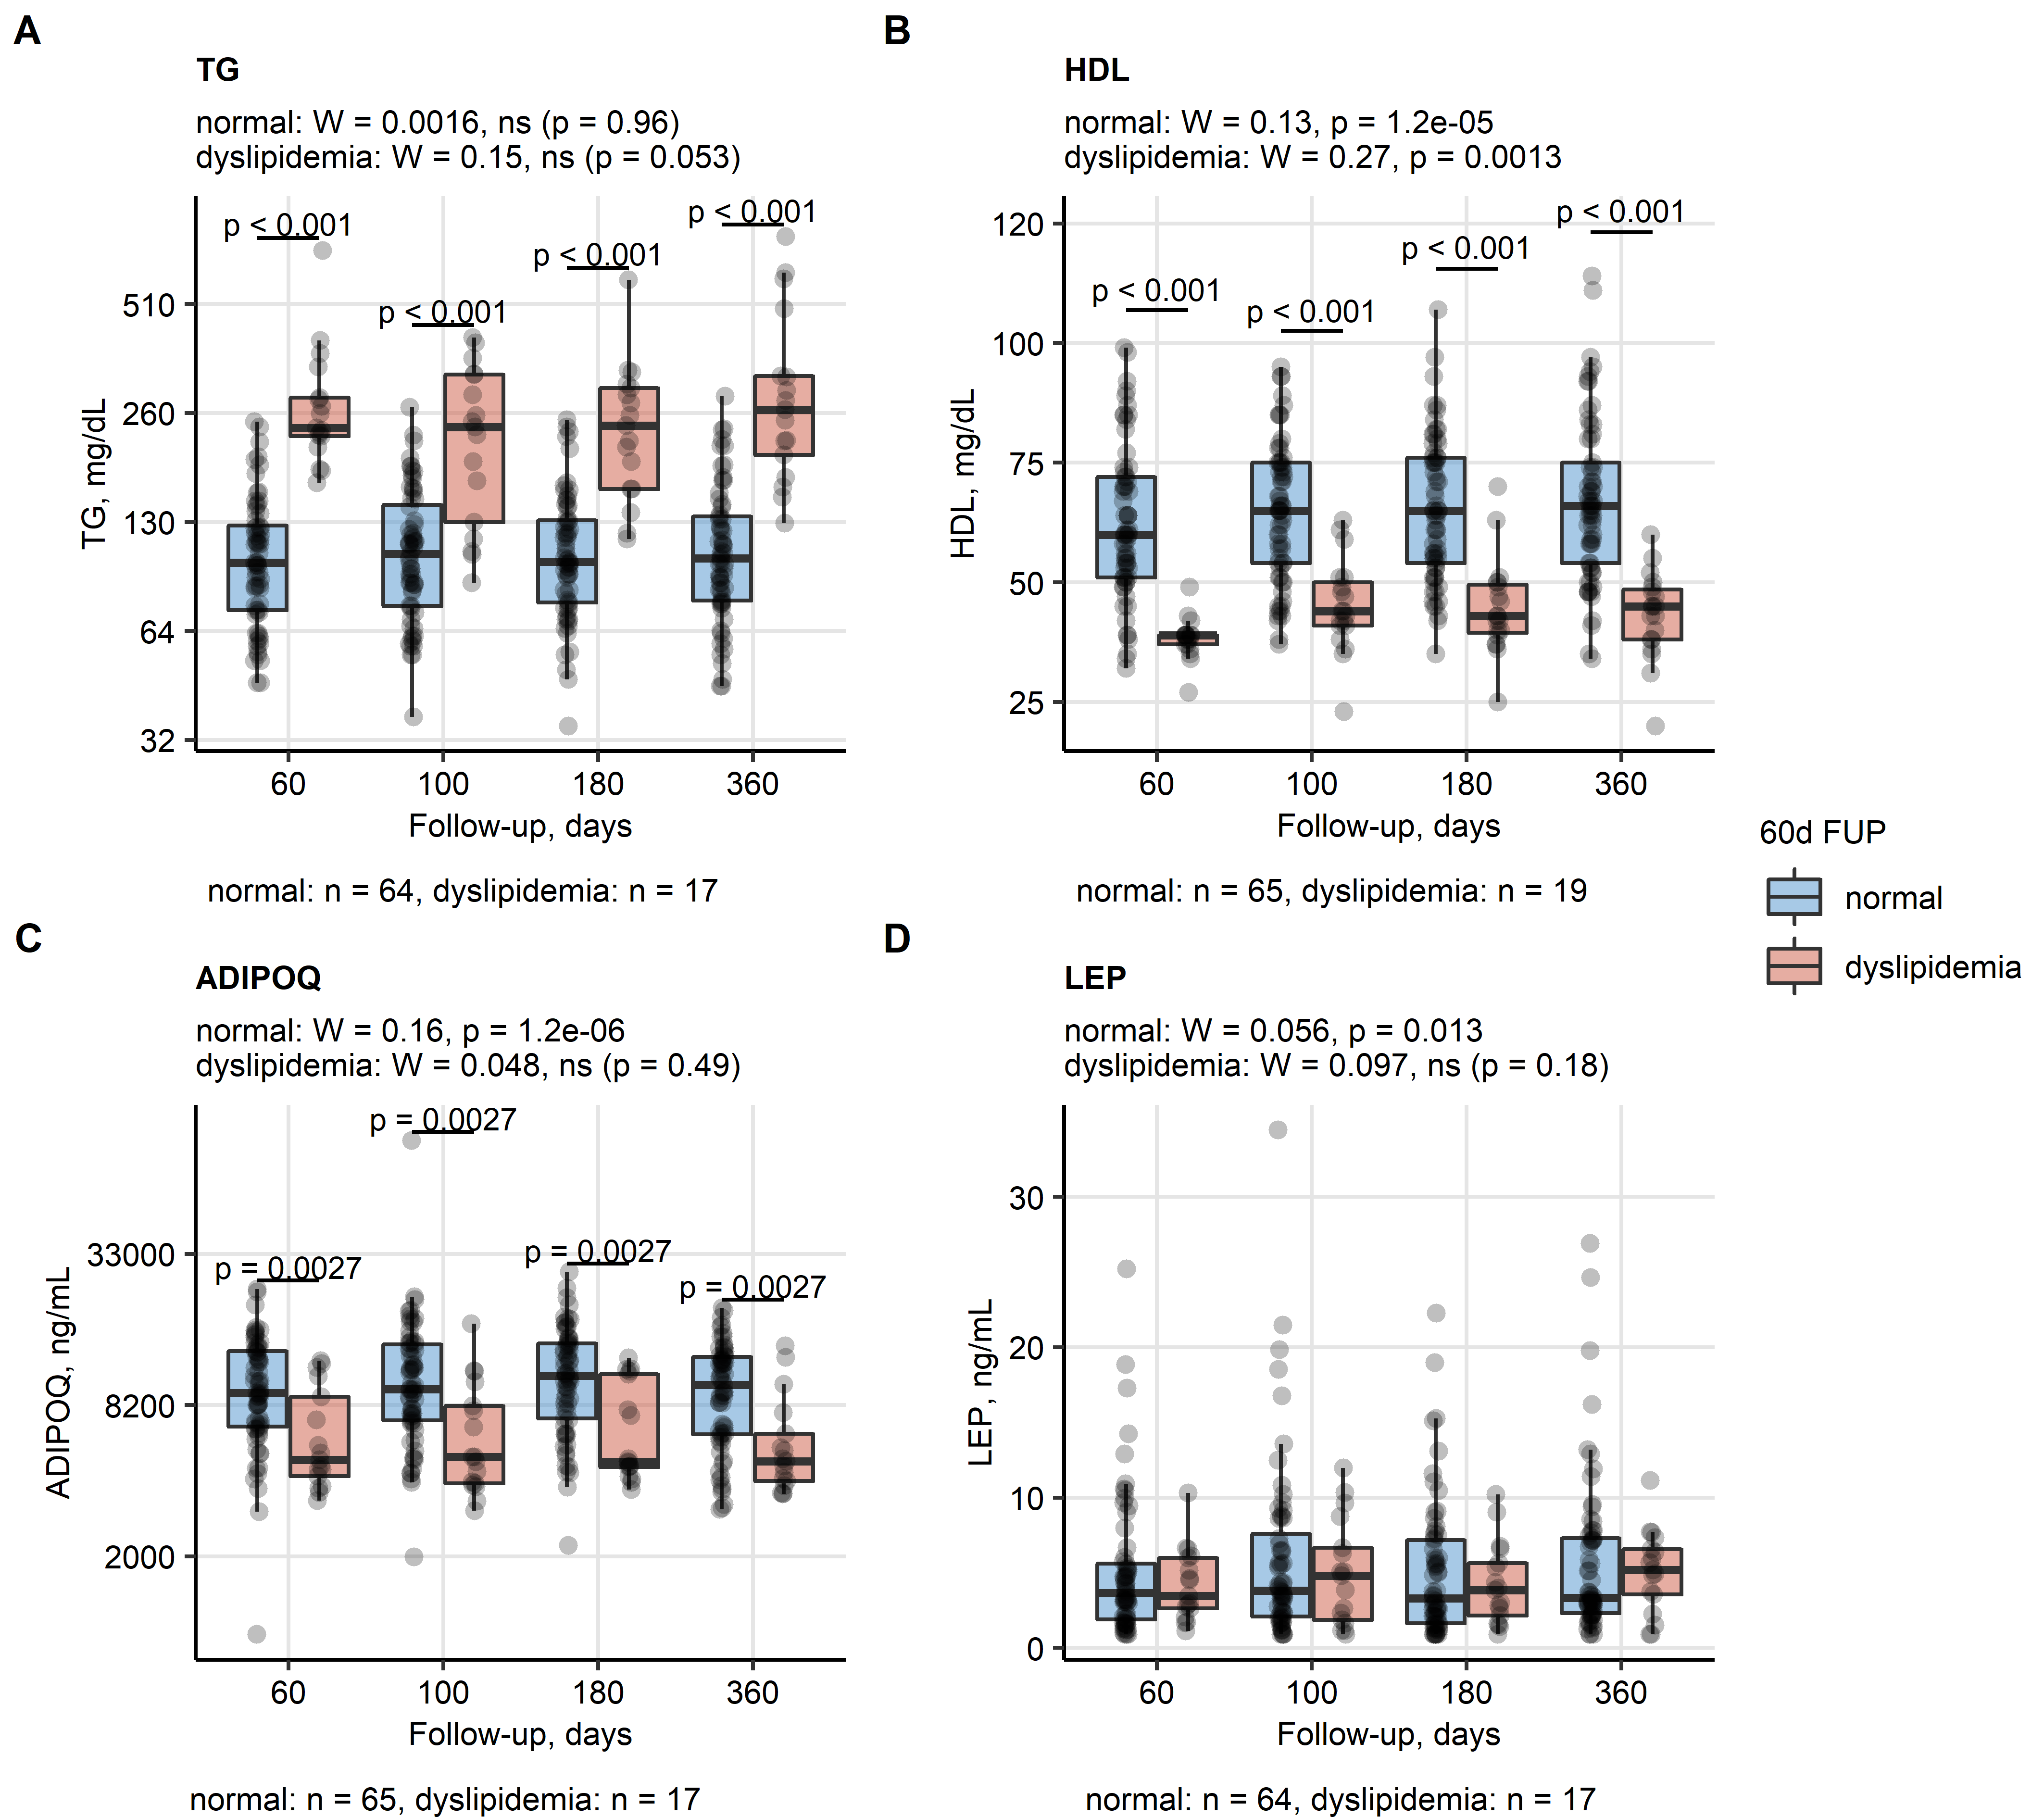 A
TG
normal: W = 0.0016, ns (p = 0.96)
dyslipidemia: W = 0.15, ns (p = 0.053)
p < 0.001
p < 0.001
p < 0.001
p < 0.001
TG, mg/dL
510
260
130
64
32
60
100
180
360
Follow-up, days
normal: n = 64, dyslipidemia: n = 17
B
HDL
normal: W = 0.13, p = 1.2e-05
dyslipidemia: W = 0.27, p = 0.0013
p < 0.001
p < 0.001
p < 0.001
p < 0.001
HDL, mg/dL
120
100
75
50
25
60
100
180
360
Follow-up, days
normal: n = 65, dyslipidemia: n = 19
60d FUP
normal
dyslipidemia
C
ADIPOQ
normal: W = 0.16, p = 1.2e-06
dyslipidemia: W = 0.048, ns (p = 0.49)
p = 0.0027
p = 0.0027
p = 0.0027
p = 0.0027
ADIPOQ, ng/mL
33000
8200
2000
60
100
180
360
Follow-up, days
normal: n = 65, dyslipidemia: n = 17
D
LEP
normal: W = 0.056, p = 0.013
dyslipidemia: W = 0.097, ns (p = 0.18)
LEP, ng/mL
30
20
10
0
60
100
180
360
Follow-up, days
normal: n = 64, dyslipidemia: n = 17